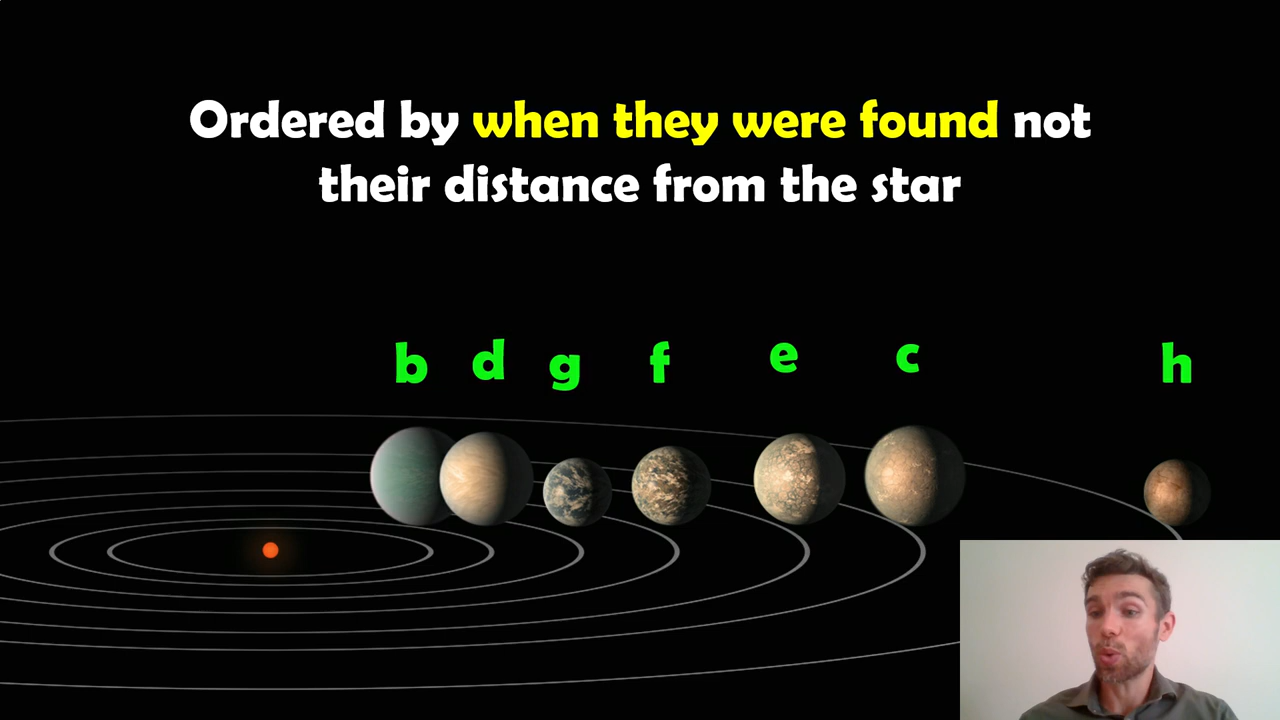 Ordered by when they were found not
their distance from the star
b d g f e c h